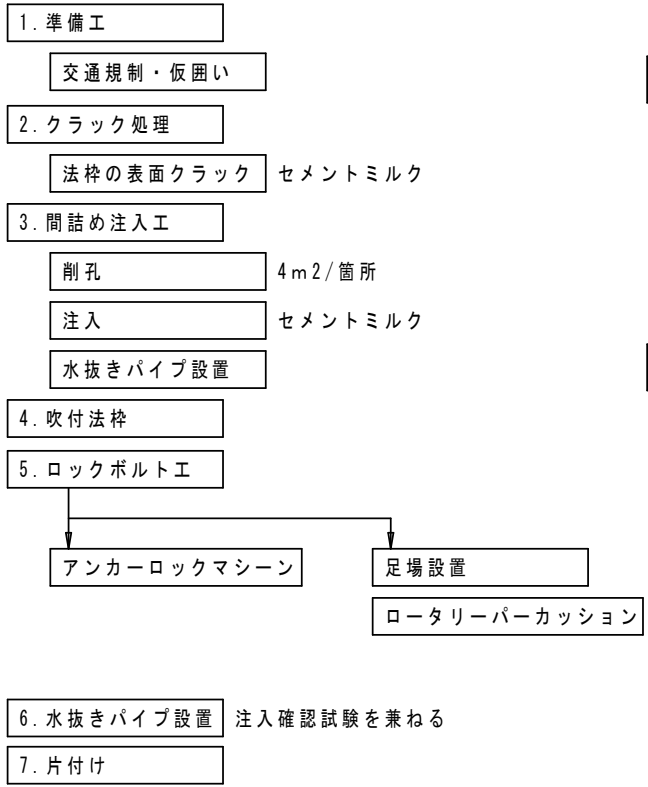 1.準備工
交通規制・仮囲い
2.クラック処理
法枠の表面クラック セメントミルク
3.間詰め注入工
削孔 4m2/箇所
注入 セメントミルク
水抜きパイプ設置
4.吹付法枠
5.ロックボルト工
アンカーロックマシーン 足場設置
ロータリーパーカッション
6.水抜きパイプ設置 注入確認試験を兼ねる
7.片付け